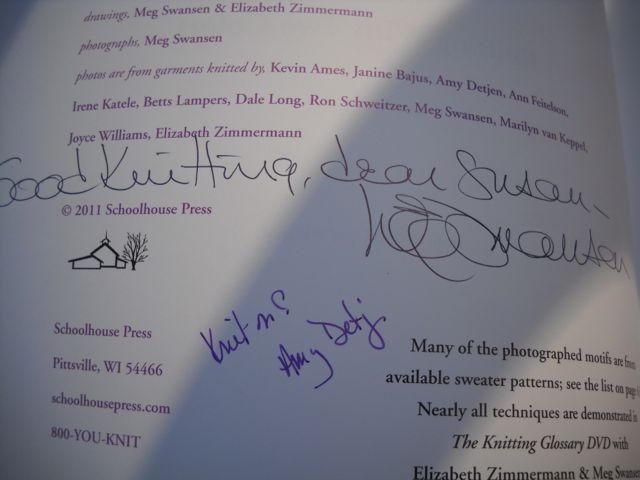 drawings, Meg Swansen & Elizabeth Zimmermann
photographs, Meg Swansen
photos are from garments knitted by, Kevin Ames, Janine Bajus, Amy Detjen, Ann Feitelson,
Irene Katele, Betts Lampers, Dale Long, Ron Schweitzer, Meg Swansen, Marilyn van Keppel,
Joyce Williams, Elizabeth Zimmermann
Good Knitting, dear Susan -
Meg Swansen
© 2011 Schoolhouse Press
Knit on!
Amy Detj
Schoolhouse Press
Pittsville, WI 54466
schoolhousepress.com
800-YOU-KNIT
Many of the photographed motifs are from
available sweater patterns; see the list on page
Nearly all techniques are demonstrated in
The Knitting Glossary DVD with
Elizabeth Zimmermann & Meg Swansen